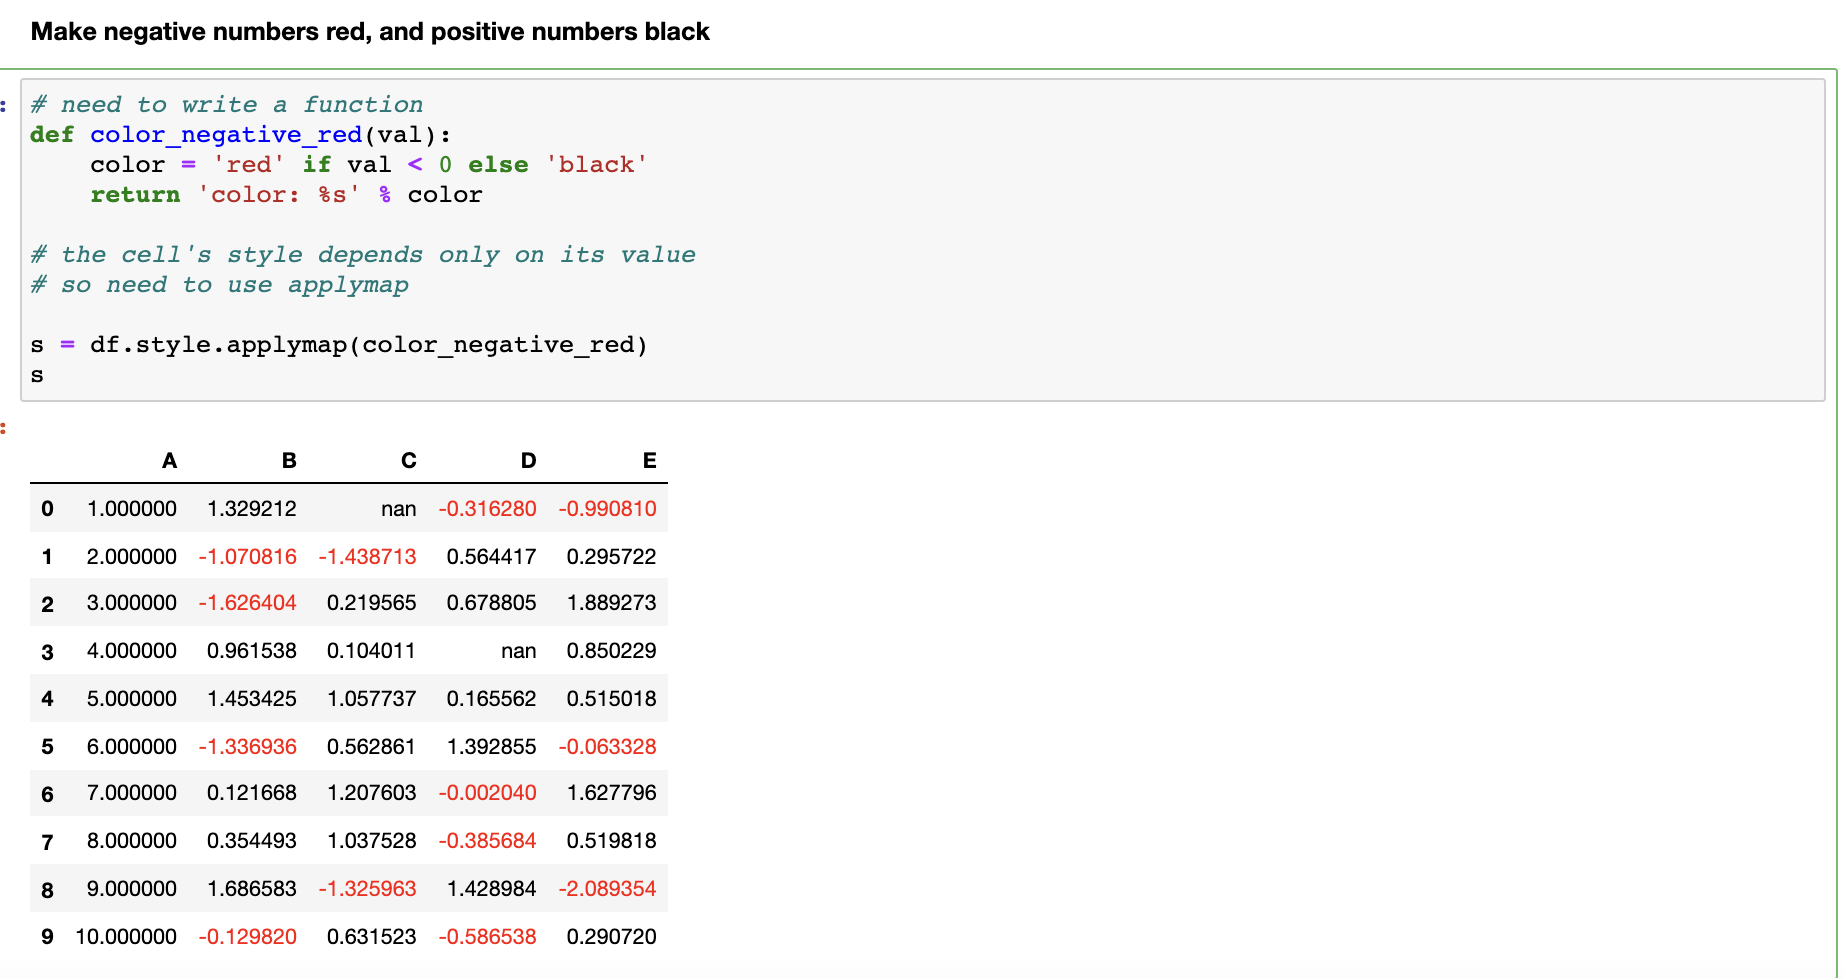 Make negative numbers red, and positive numbers black
:
# need to write a function
def color_negative_red(val):
    color = 'red' if val < 0 else 'black'
    return 'color: %s' % color
# the cell's style depends only on its value
# so need to use applymap
s = df.style.applymap(color_negative_red)
s
:
A B C D E
0 1.000000 1.329212 nan -0.316280 -0.990810
1 2.000000 -1.070816 -1.438713 0.564417 0.295722
2 3.000000 -1.626404 0.219565 0.678805 1.889273
3 4.000000 0.961538 0.104011 nan 0.850229
4 5.000000 1.453425 1.057737 0.165562 0.515018
5 6.000000 -1.336936 0.562861 1.392855 -0.063328
6 7.000000 0.121668 1.207603 -0.002040 1.627796
7 8.000000 0.354493 1.037528 -0.385684 0.519818
8 9.000000 1.686583 -1.325963 1.428984 -2.089354
9 10.000000 -0.129820 0.631523 -0.586538 0.290720